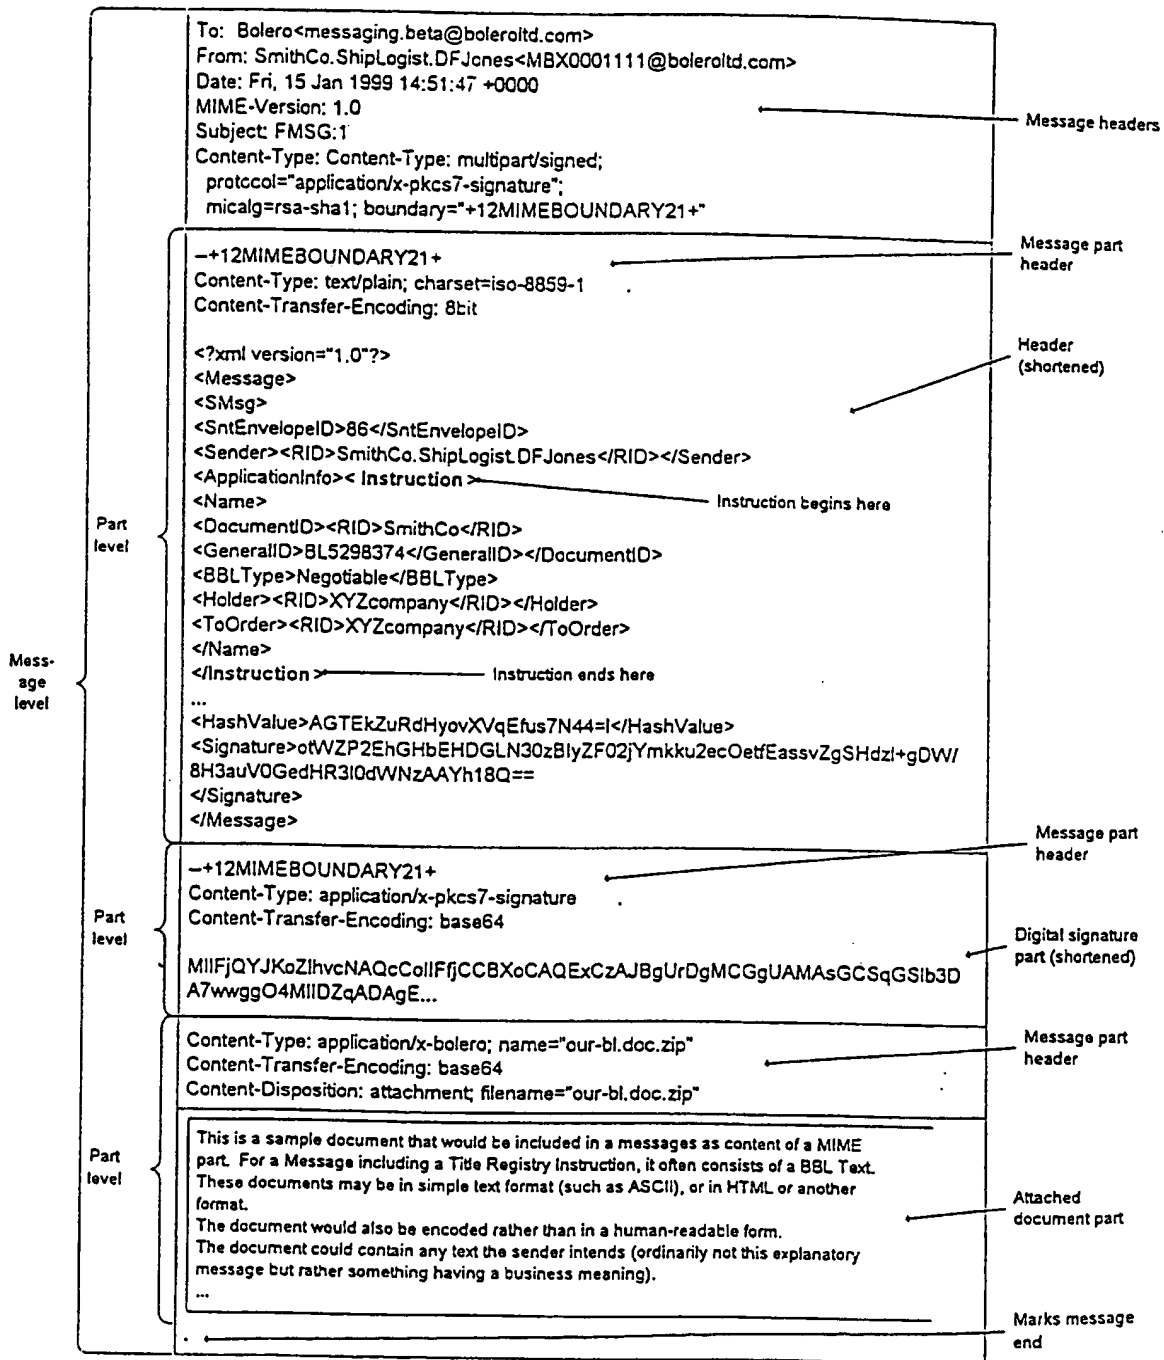 To: Bolero<messaging.beta@boleroltd.com>
From: SmithCo.ShipLogist.DFJones<MBX0001111@boleroltd.com>
Date: Fri, 15 Jan 1999 14:51:47 +0000
MIME-Version: 1.0
Subject: FMSG:1
Content-Type: Content-Type: multipart/signed;
protocol="application/x-pkcs7-signature";
micalg=rsa-sha1; boundary="+12MIMEBOUNDARY21+"
Message headers
–+12MIMEBOUNDARY21+
Content-Type: text/plain; charset=iso-8859-1
Content-Transfer-Encoding: 8bit
Message part
header
<?xml version="1.0"?>
<Message>
<SMsg>
<SntEnvelopeID>86</SntEnvelopeID>
<Sender><RID>SmithCo.ShipLogist.DFJones</RID></Sender>
<ApplicationInfo>< Instruction >
<Name>
<DocumentID><RID>SmithCo</RID>
<GeneralID>BL5298374</GeneralID></DocumentID>
<BBLType>Negotiable</BBLType>
<Holder><RID>XYZcompany</RID></Holder>
<ToOrder><RID>XYZcompany</RID></ToOrder>
</Name>
</Instruction >
...
<HashValue>AGTEkZuRdHyovXVqEfus7N44=I</HashValue>
<Signature>otWZP2EhGHbEHDGLN30zBIyZF02jYmkku2ecOetfEassvZgSHdzI+gDW/
8H3auV0GedHR3I0dWNzAAYh18Q==
</Signature>
</Message>
Header
(shortened)
Instruction begins here
Instruction ends here
Part
level
Mess-
age
level
–+12MIMEBOUNDARY21+
Content-Type: application/x-pkcs7-signature
Content-Transfer-Encoding: base64
Message part
header
MIIFjQYJKoZIhvcNAQcCoIIFfjCCBXoCAQExCzAJBgUrDgMCGgUAMAsGCSqGSIb3D
A7wwggO4MIIDZqADAgE...
Part
level
Digital signature
part (shortened)
Content-Type: application/x-bolero; name="our-bl.doc.zip"
Content-Transfer-Encoding: base64
Content-Disposition: attachment; filename="our-bl.doc.zip"
Message part
header
This is a sample document that would be included in a messages as content of a MIME
part. For a Message including a Title Registry Instruction, it often consists of a BBL Text.
These documents may be in simple text format (such as ASCII), or in HTML or another
format.
The document would also be encoded rather than in a human-readable form.
The document could contain any text the sender intends (ordinarily not this explanatory
message but rather something having a business meaning).
...
Part
level
Attached
document part
.
Marks message
end